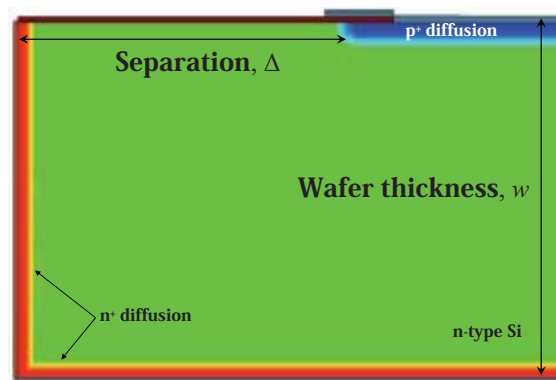 p⁺ diffusion
Separation, Δ
Wafer thickness, w
n⁺ diffusion
n-type Si